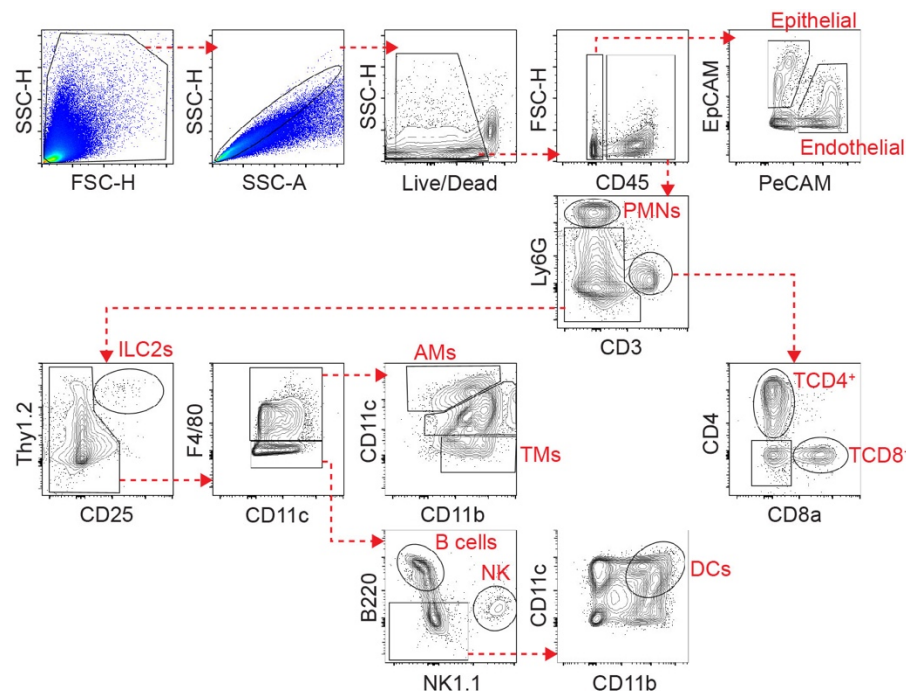 Epithelial
SSC-H
FSC-H
SSC-H
SSC-A
SSC-H
Live/Dead
FSC-H
CD45
EpCAM
Endothelial
PeCAM
Ly6G
PMNs
CD3
ILC2s
Thy1.2
CD25
F4/80
CD11c
AMs
CD11c
TMs
CD11b
TCD4⁺
CD4
TCD8⁺
CD8a
B cells
NK
B220
NK1.1
CD11c
DCs
CD11b